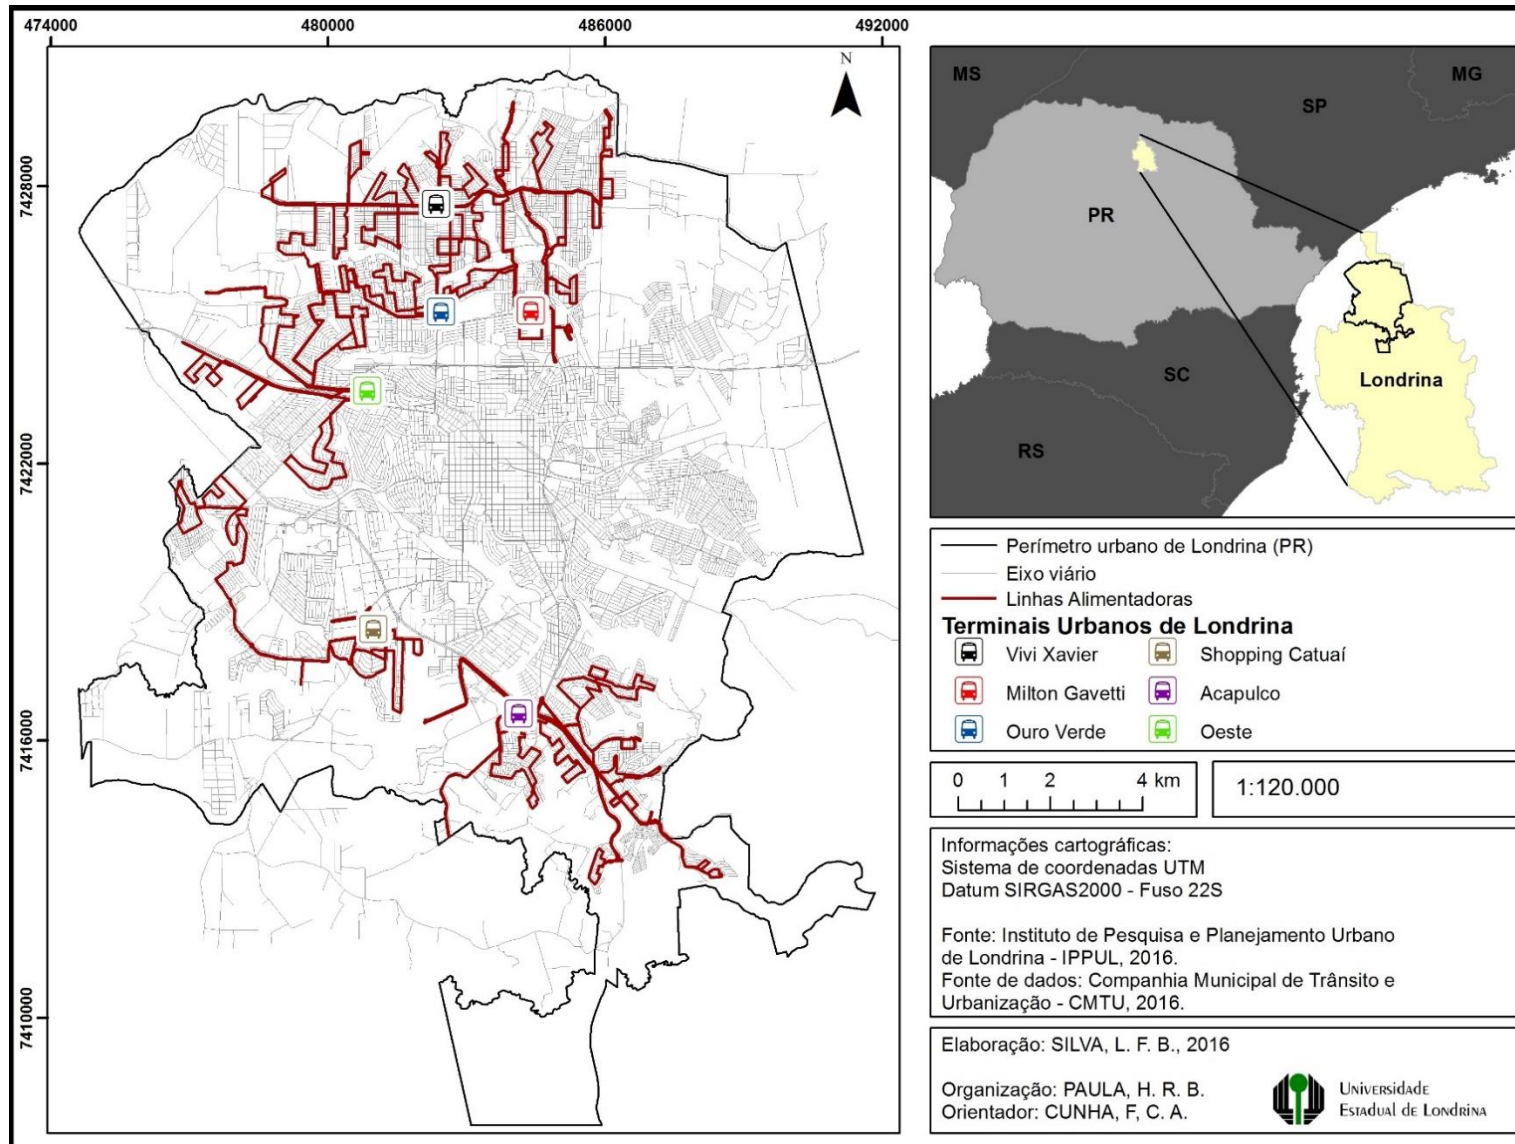 474000
480000
486000
492000
N
7428000
7422000
7416000
7410000
MS
MG
SP
PR
SC
RS
Londrina
Perímetro urbano de Londrina (PR)
Eixo viário
Linhas Alimentadoras
Terminais Urbanos de Londrina
Vivi Xavier
Shopping Catuaí
Milton Gavetti
Acapulco
Ouro Verde
Oeste
0 1 2 4 km
1:120.000
Informações cartográficas:
Sistema de coordenadas UTM
Datum SIRGAS2000 - Fuso 22S
Fonte: Instituto de Pesquisa e Planejamento Urbano
de Londrina - IPPUL, 2016.
Fonte de dados: Companhia Municipal de Trânsito e
Urbanização - CMTU, 2016.
Elaboração: SILVA, L. F. B., 2016
Organização: PAULA, H. R. B.
Orientador: CUNHA, F, C. A.
Universidade
Estadual de Londrina